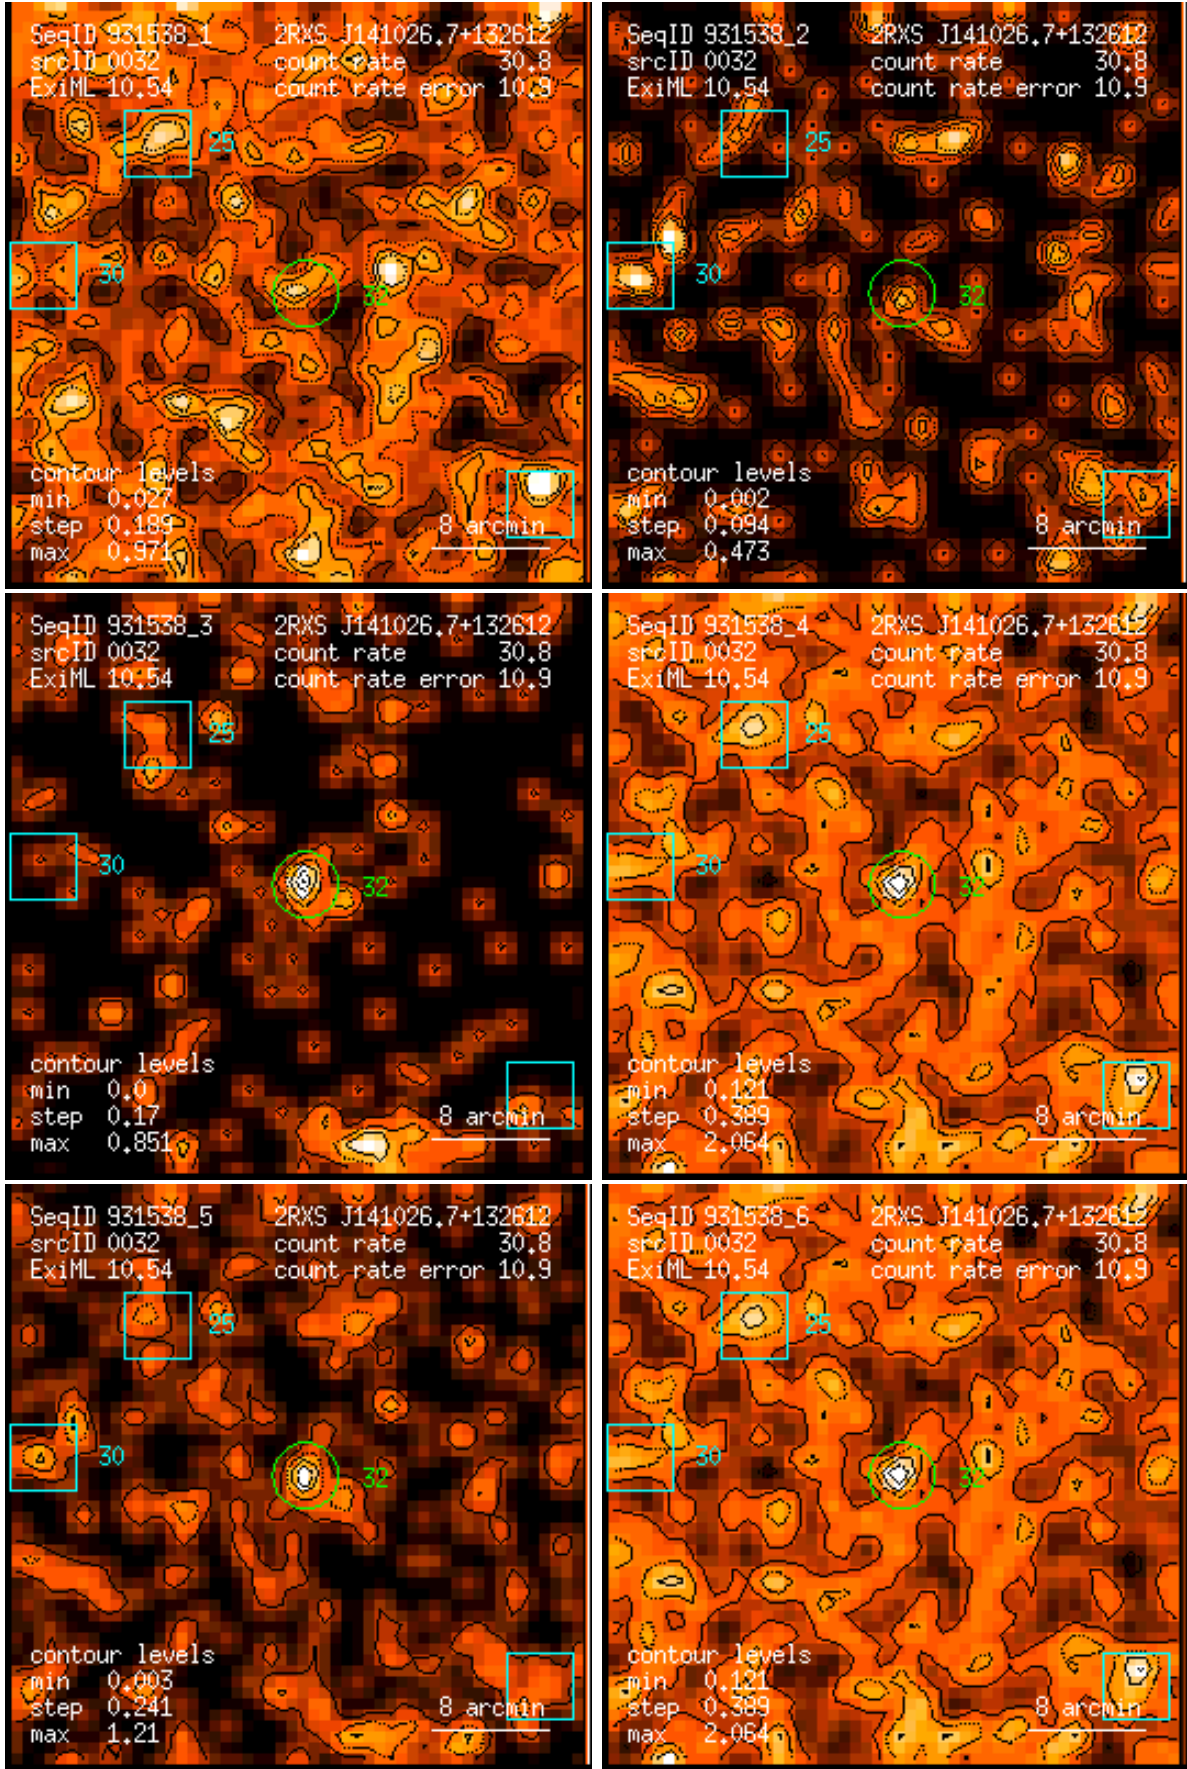 SeqID 931538_1 2RXS J141026.7+132612
srcID 0032 count rate 30.8
ExiML 10.54 count rate error 10.9
25
30
32
contour levels
min 0.027
step 0.189
max 0.971
8 arcmin
SeqID 931538_2 2RXS J141026.7+132612
srcID 0032 count rate 30.8
ExiML 10.54 count rate error 10.9
25
30
32
contour levels
min 0.002
step 0.094
max 0.473
8 arcmin
SeqID 931538_3 2RXS J141026.7+132612
srcID 0032 count rate 30.8
ExiML 10.54 count rate error 10.9
25
30
32
contour levels
min 0.0
step 0.17
max 0.851
8 arcmin
SeqID 931538_4 2RXS J141026.7+132612
srcID 0032 count rate 30.8
ExiML 10.54 count rate error 10.9
25
30
32
contour levels
min 0.121
step 0.389
max 2.064
8 arcmin
SeqID 931538_5 2RXS J141026.7+132612
srcID 0032 count rate 30.8
ExiML 10.54 count rate error 10.9
25
30
32
contour levels
min 0.003
step 0.241
max 1.21
8 arcmin
SeqID 931538_6 2RXS J141026.7+132612
srcID 0032 count rate 30.8
ExiML 10.54 count rate error 10.9
25
30
32
contour levels
min 0.121
step 0.389
max 2.064
8 arcmin